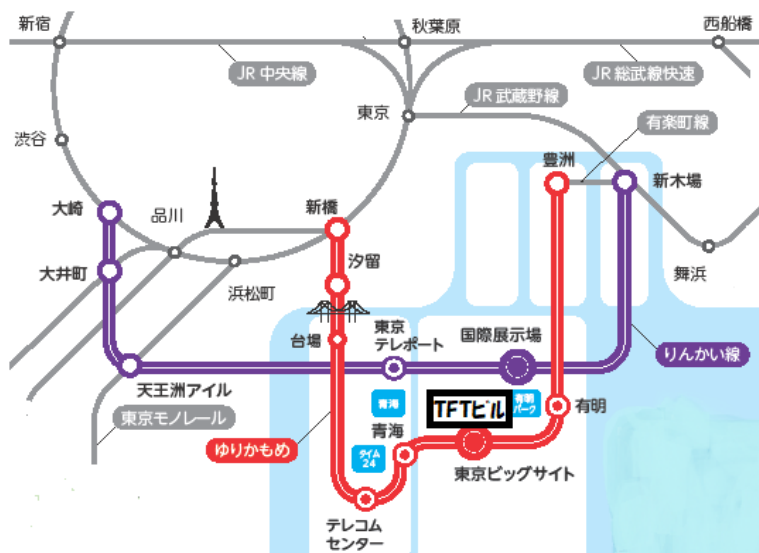 新宿
秋葉原
西船橋
JR 中央線
JR 総武線快速
JR 武蔵野線
東京
有楽町線
渋谷
豊洲
新木場
大崎
品川
新橋
大井町
汐留
舞浜
浜松町
台場
東京
テレポート
国際展示場
りんかい線
天王洲アイル
青海
TFTビル
有明
パーク
有明
東京モノレール
ゆりかもめ
青海
タイム
24
東京ビッグサイト
テレコム
センター